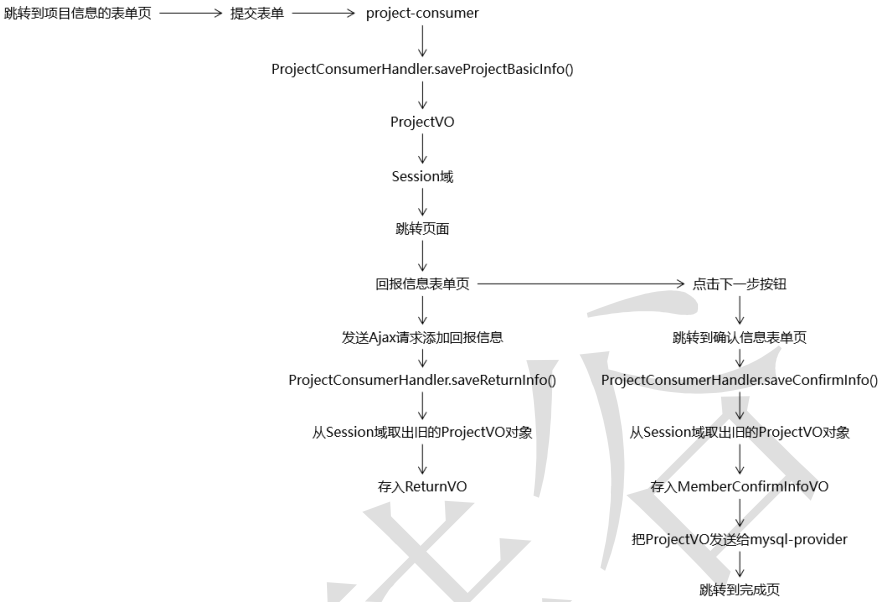 跳转到项目信息的表单页
提交表单
project-consumer
ProjectConsumerHandler.saveProjectBasicInfo()
ProjectVO
Session域
跳转页面
回报信息表单页
点击下一步按钮
发送Ajax请求添加回报信息
跳转到确认信息表单页
ProjectConsumerHandler.saveReturnInfo()
ProjectConsumerHandler.saveConfirmInfo()
从Session域取出旧的ProjectVO对象
从Session域取出旧的ProjectVO对象
存入ReturnVO
存入MemberConfirmInfoVO
把ProjectVO发送给mysql-provider
跳转到完成页